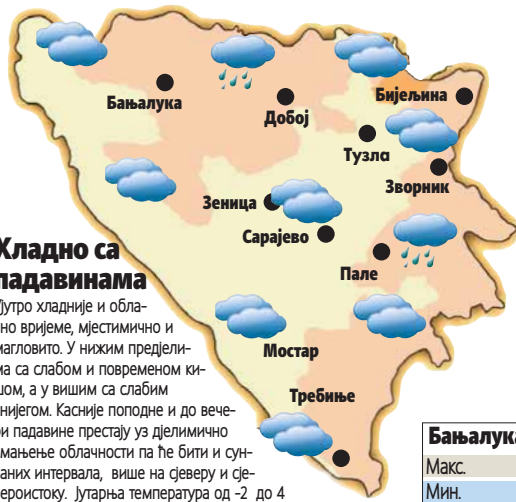 Бањалука
Добој
Бијељина
Тузла
Зворник
Зеница
Сарајево
Пале
Мостар
Требиње
Хладно са
падавинама
Ујутро хладније и обла-
но вријеме, мјестимично и
магловито. У нижим предјели-
ма са слабом и повременом ки-
шом, а у вишим са слабим
нијегом. Касније поподне и до вече-
ри падавине престају уз дјелимично
мањење облачности па ће бити и сун-
аних интервала, више на сјеверу и сје-
ероистоку. Јутарња температура од -2 до 4
Бањалука
Макс.
Мин.